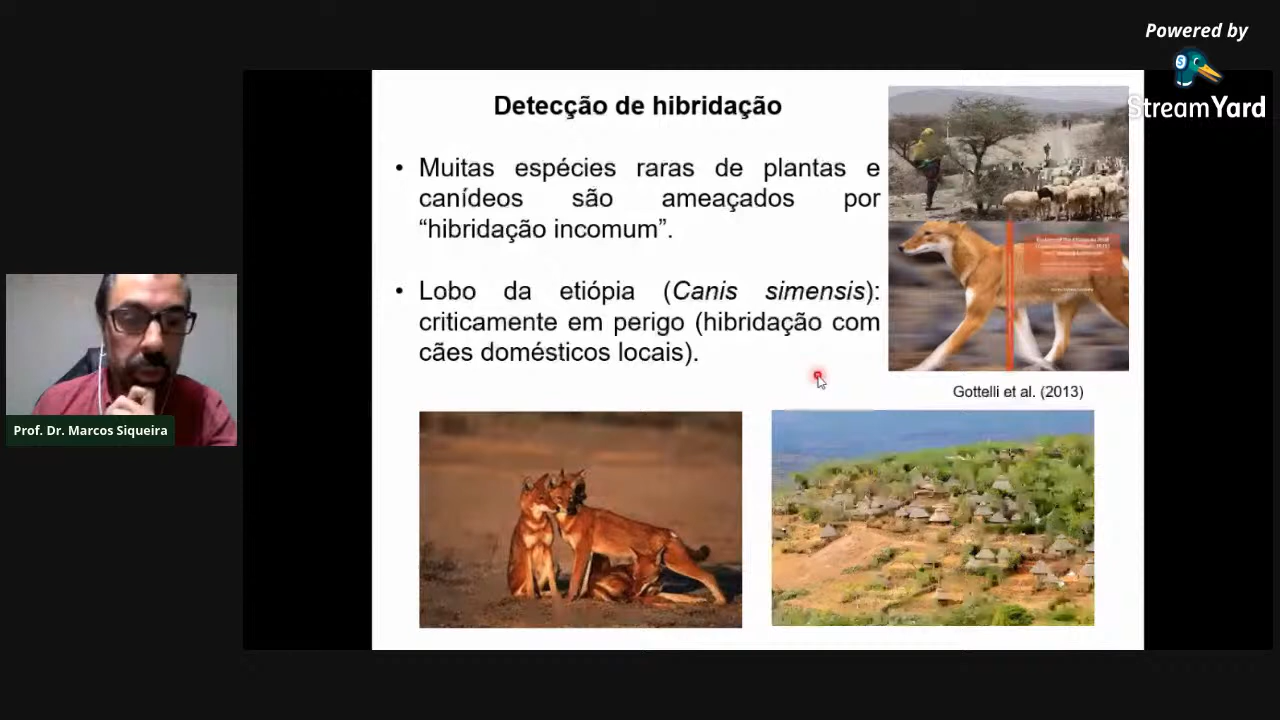 Powered by
StreamYard
Detecção de hibridação
• Muitas espécies raras de plantas e
canídeos são ameaçados por
“hibridação incomum”.
• Lobo da etiópia (Canis simensis):
criticamente em perigo (hibridação com
cães domésticos locais).
Gottelli et al. (2013)
Prof. Dr. Marcos Siqueira